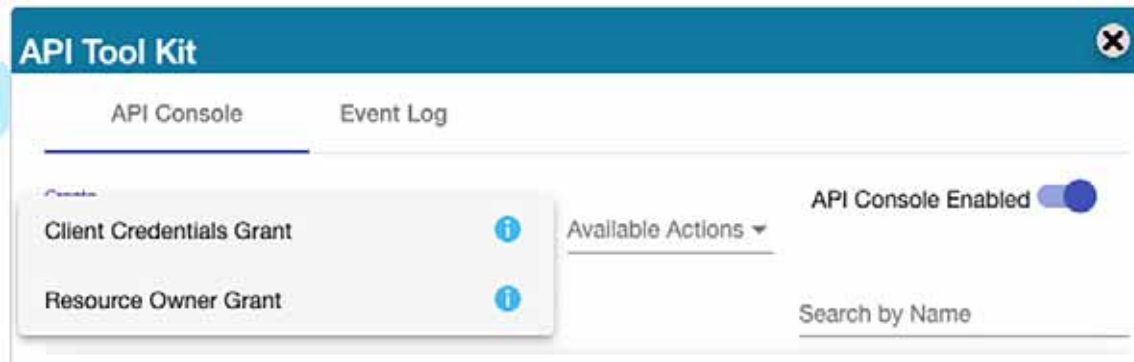 API Tool Kit
API Console
Event Log
Create
API Console Enabled
Client Credentials Grant
Available Actions
Resource Owner Grant
Search by Name